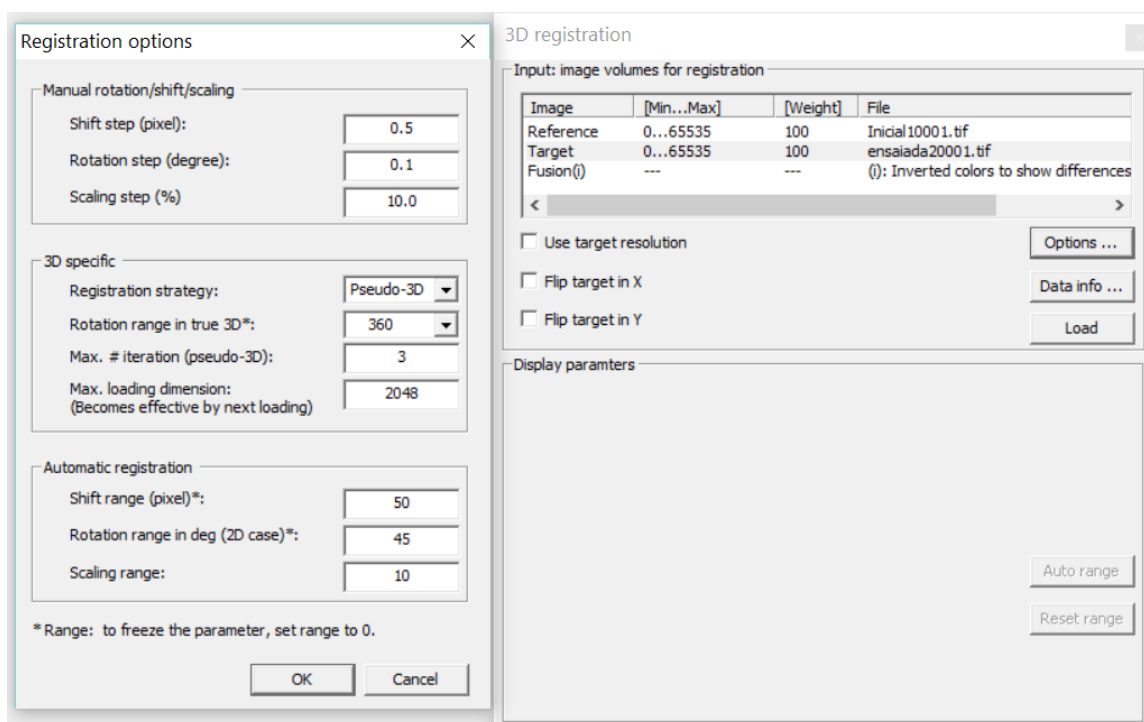 Registration options
Manual rotation/shift/scaling
Shift step (pixel): 0.5
Rotation step (degree): 0.1
Scaling step (%) 10.0
3D specific
Registration strategy: Pseudo-3D
Rotation range in true 3D*: 360
Max. # iteration (pseudo-3D): 3
Max. loading dimension: 2048
(Becomes effective by next loading)
Automatic registration
Shift range (pixel)*: 50
Rotation range in deg (2D case)*: 45
Scaling range: 10
* Range: to freeze the parameter, set range to 0.
OK Cancel
3D registration
Input: image volumes for registration
Image [Min...Max] [Weight] File
Reference 0...65535 100 Inicial10001.tif
Target 0...65535 100 ensaiada20001.tif
Fusion(i) --- --- (i): Inverted colors to show differences
Use target resolution Options ...
Flip target in X Data info ...
Flip target in Y Load
Display paramters
Auto range
Reset range